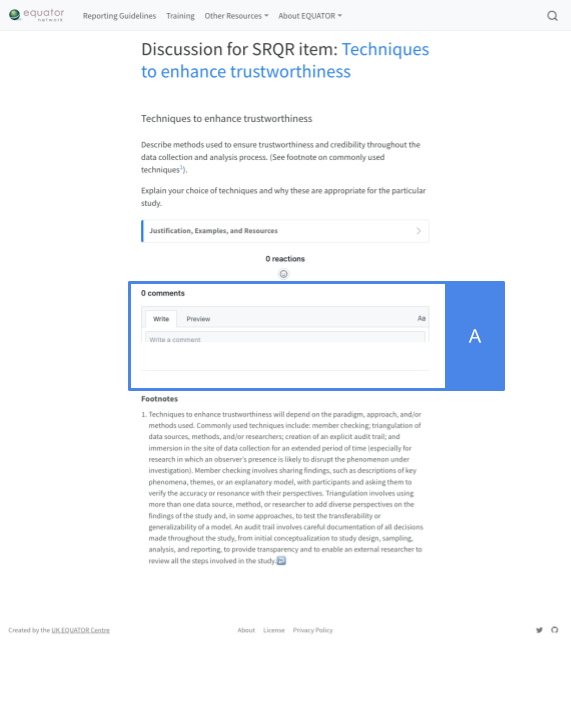 equator
network
Reporting Guidelines Training Other Resources About EQUATOR
Discussion for SRQR item: Techniques
to enhance trustworthiness
Techniques to enhance trustworthiness
Describe methods used to ensure trustworthiness and credibility throughout the
data collection and analysis process. (See footnote on commonly used
techniques¹).
Explain your choice of techniques and why these are appropriate for the particular
study.
Justification, Examples, and Resources
0 reactions
0 comments
Write Preview Aa
Write a comment
A
Footnotes
1. Techniques to enhance trustworthiness will depend on the paradigm, approach, and/or
methods used. Commonly used techniques include: member checking; triangulation of
data sources, methods, and/or researchers; creation of an explicit audit trail; and
immersion in the site of data collection for an extended period of time (especially for
research in which an observer's presence is likely to disrupt the phenomenon under
investigation). Member checking involves sharing findings, such as descriptions of key
phenomena, themes, or an explanatory model, with participants and asking them to
verify the accuracy or resonance with their perspectives. Triangulation involves using
more than one data source, method, or researcher to add diverse perspectives on the
findings of the study and, in some approaches, to test the transferability or
generalizability of a model. An audit trail involves careful documentation of all decisions
made throughout the study, from initial conceptualization to study design, sampling,
analysis, and reporting, to provide transparency and to enable an external researcher to
review all the steps involved in the study.
Created by the UK EQUATOR Centre About License Privacy Policy